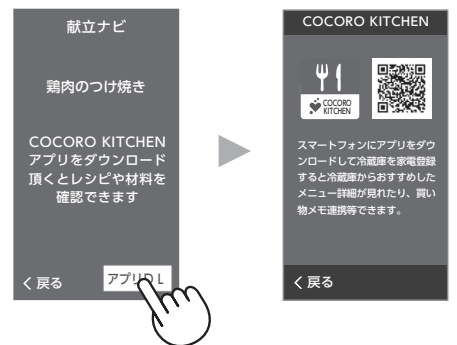 献立ナビ
鶏肉のつけ焼き
COCORO KITCHEN
アプリをダウンロード
頂くとレシピや材料を
確認できます
く 戻る
アプリDL
COCORO KITCHEN
COCORO
KITCHEN
スマートフォンにアプリをダウ
ンロードして冷蔵庫を家電登録
すると冷蔵庫からおすすめした
メニュー詳細が見れたり、買い
物メモ連携等できます。
く 戻る